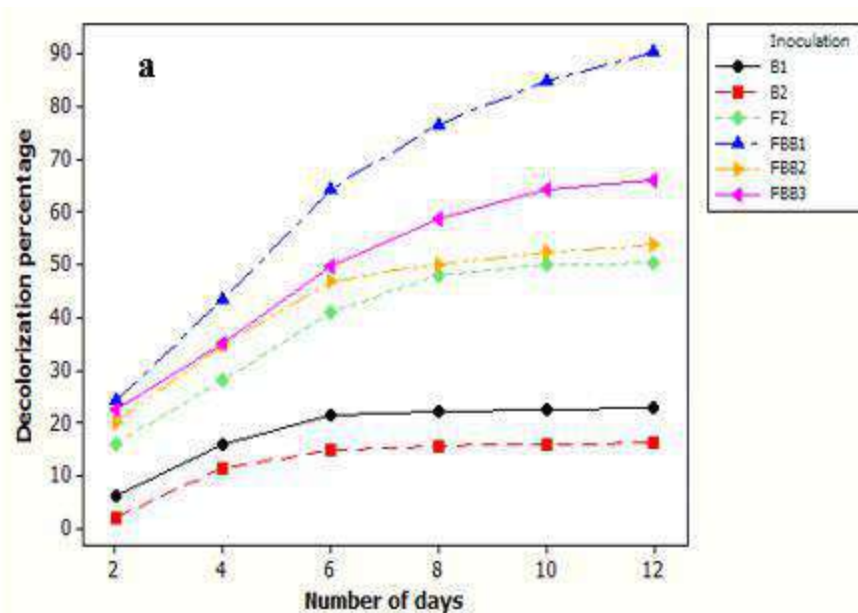 a
Decolorization percentage
90
80
70
60
50
40
30
20
10
0
2 4 6 8 10 12
Number of days
Inoculation
B1
B2
F2
FBB1
FBB2
FBB3